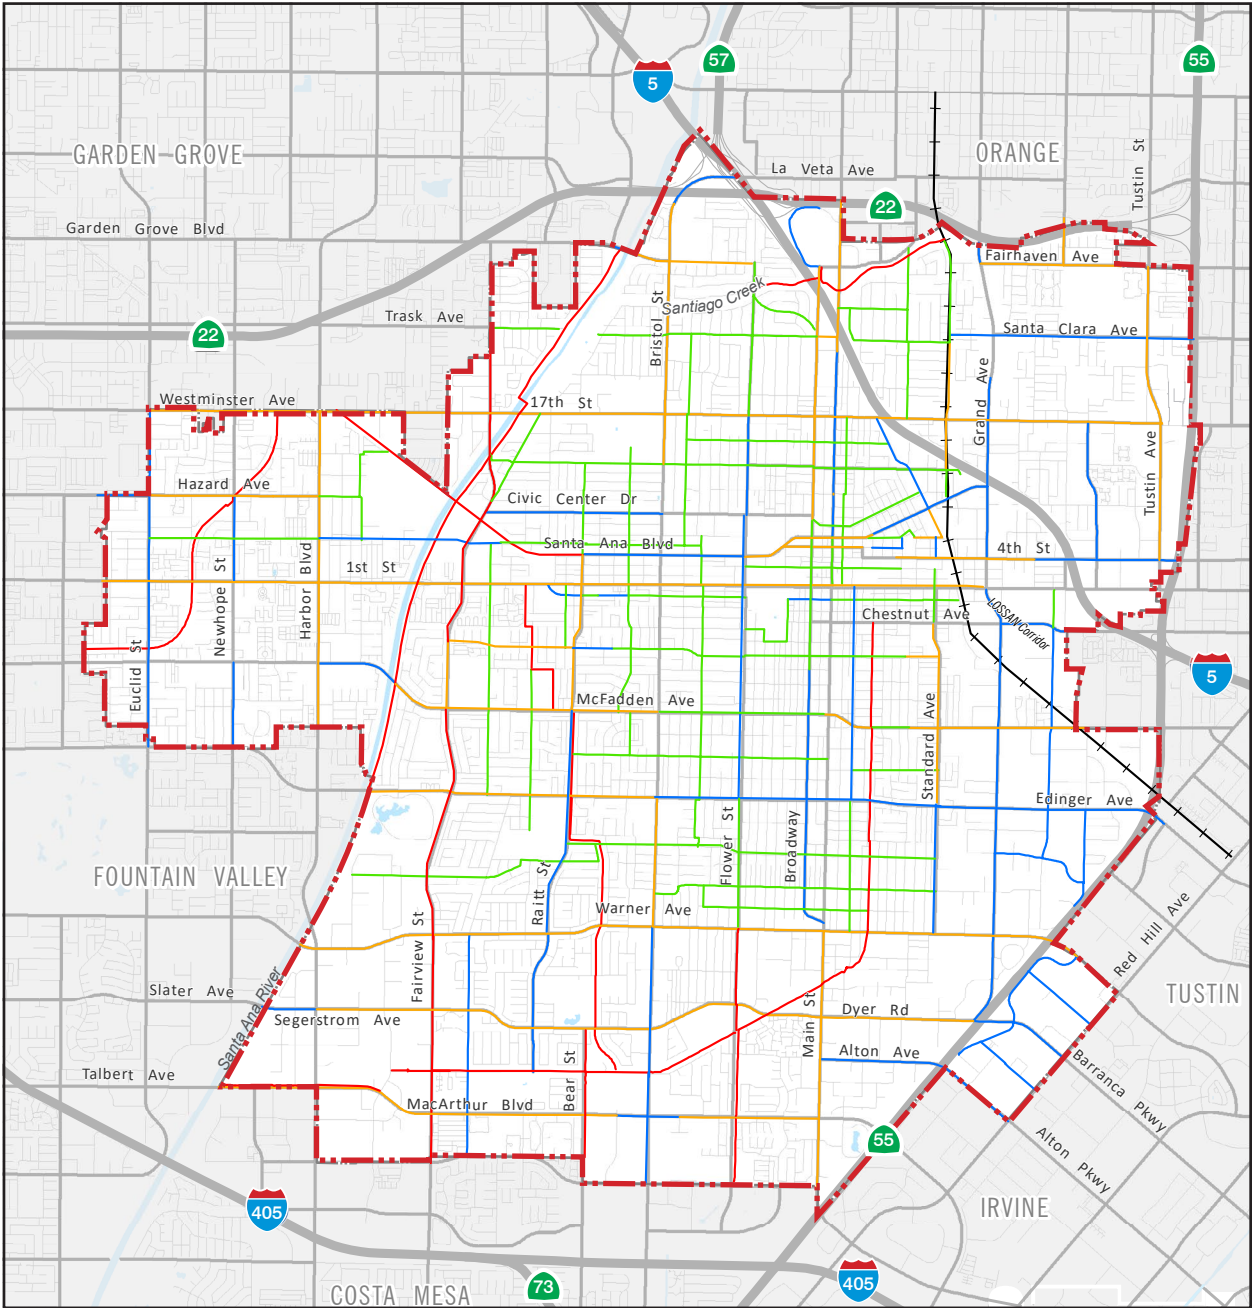 57
55
5
GARDEN GROVE
ORANGE
La Veta Ave
Tustin St
22
Garden Grove Blvd
Fairhaven Ave
Santiago Creek
Bristol St
Trask Ave
22
Santa Clara Ave
Grand Ave
Westminster Ave
17th St
Tustin Ave
Hazard Ave
Civic Center Dr
Santa Ana Blvd
4th St
Harbor Blvd
Newhope St
1st St
Chestnut Ave
LOSSAN Corridor
Euclid St
5
McFadden Ave
Standard Ave
Edinger Ave
Flower St
Broadway
FOUNTAIN VALLEY
Raitt St
Warner Ave
Fairview St
Red Hill Ave
Slater Ave
Santa Ana River
TUSTIN
Segerstrom Ave
Dyer Rd
Main St
Alton Ave
Bear St
Talbert Ave
Barranca Pkwy
MacArthur Blvd
55
Alton Pkwy
405
IRVINE
405
73
COSTA MESA